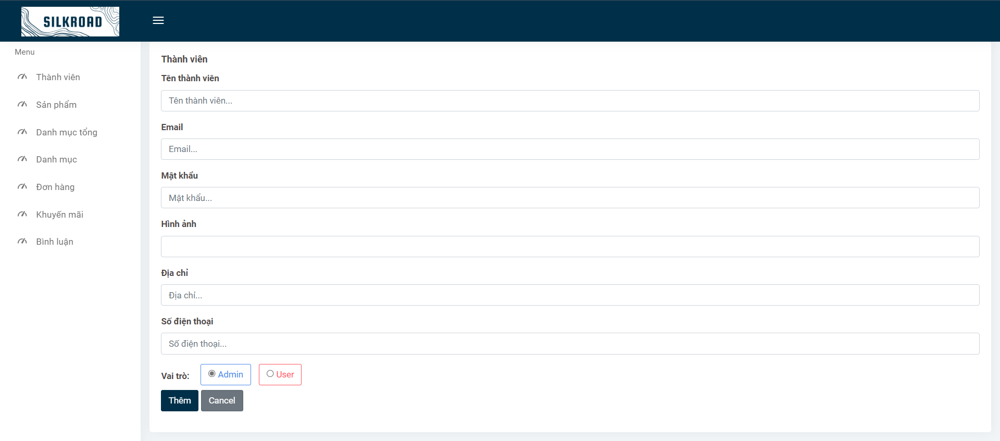 SILKROAD
Menu
Thành viên
Sản phẩm
Danh mục tổng
Danh mục
Đơn hàng
Khuyến mãi
Bình luận
Thành viên
Tên thành viên
Tên thành viên...
Email
Email...
Mật khẩu
Mật khẩu...
Hình ảnh
Địa chỉ
Địa chỉ...
Số điện thoại
Số điện thoại...
Vai trò: Admin User
Thêm Cancel